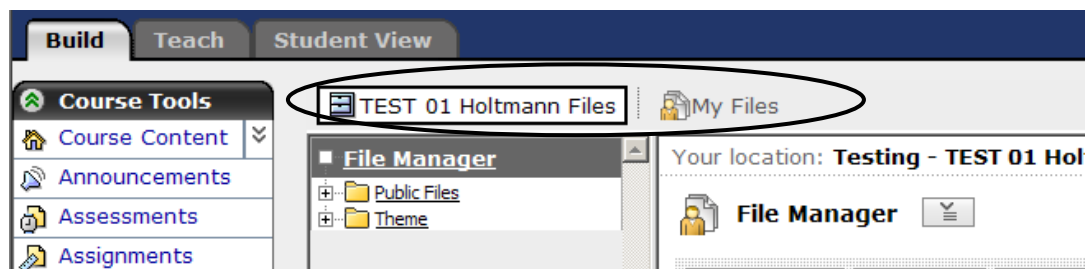 Build Teach Student View
Course Tools
Course Content
Announcements
Assessments
Assignments
TEST 01 Holtmann Files My Files
File Manager
Public Files
Theme
Your location: Testing - TEST 01 Hol
File Manager